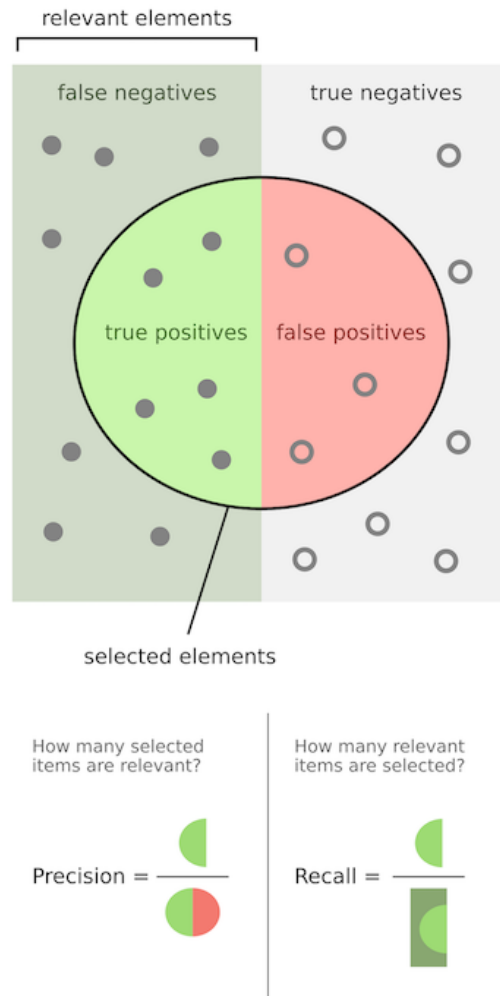 relevant elements
false negatives
true negatives
true positives
false positives
selected elements
How many selected
items are relevant?
How many relevant
items are selected?
Precision =
Recall =